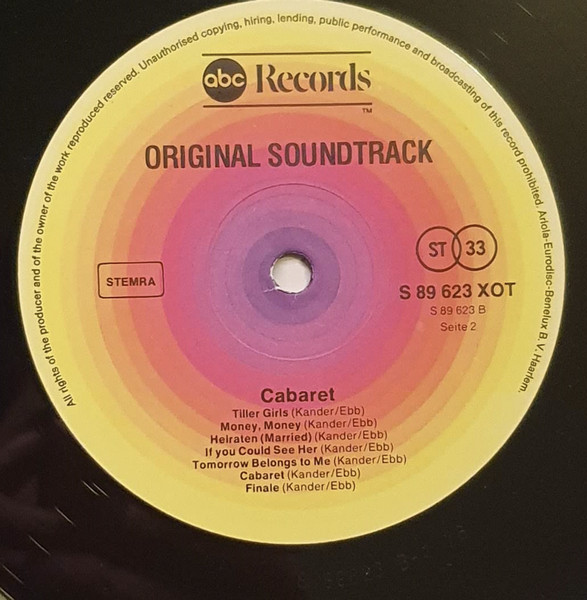 All rights of the producer and of the owner of the work reproduced reserved. Unauthorised copying, hiring, lending, public performance and broadcasting of this record prohibited. Ariola-Eurodisc-Benelux B.V. Haarlem.
abc Records
TM
ORIGINAL SOUNDTRACK
ST 33
STEMRA
S 89 623 XOT
S 89 623 B
Seite 2
Cabaret
Tiller Girls (Kander/Ebb)
Money, Money (Kander/Ebb)
Heiraten (Married) (Kander/Ebb)
If you Could See Her (Kander/Ebb)
Tomorrow Belongs to Me (Kander/Ebb)
Cabaret (Kander/Ebb)
Finale (Kander/Ebb)